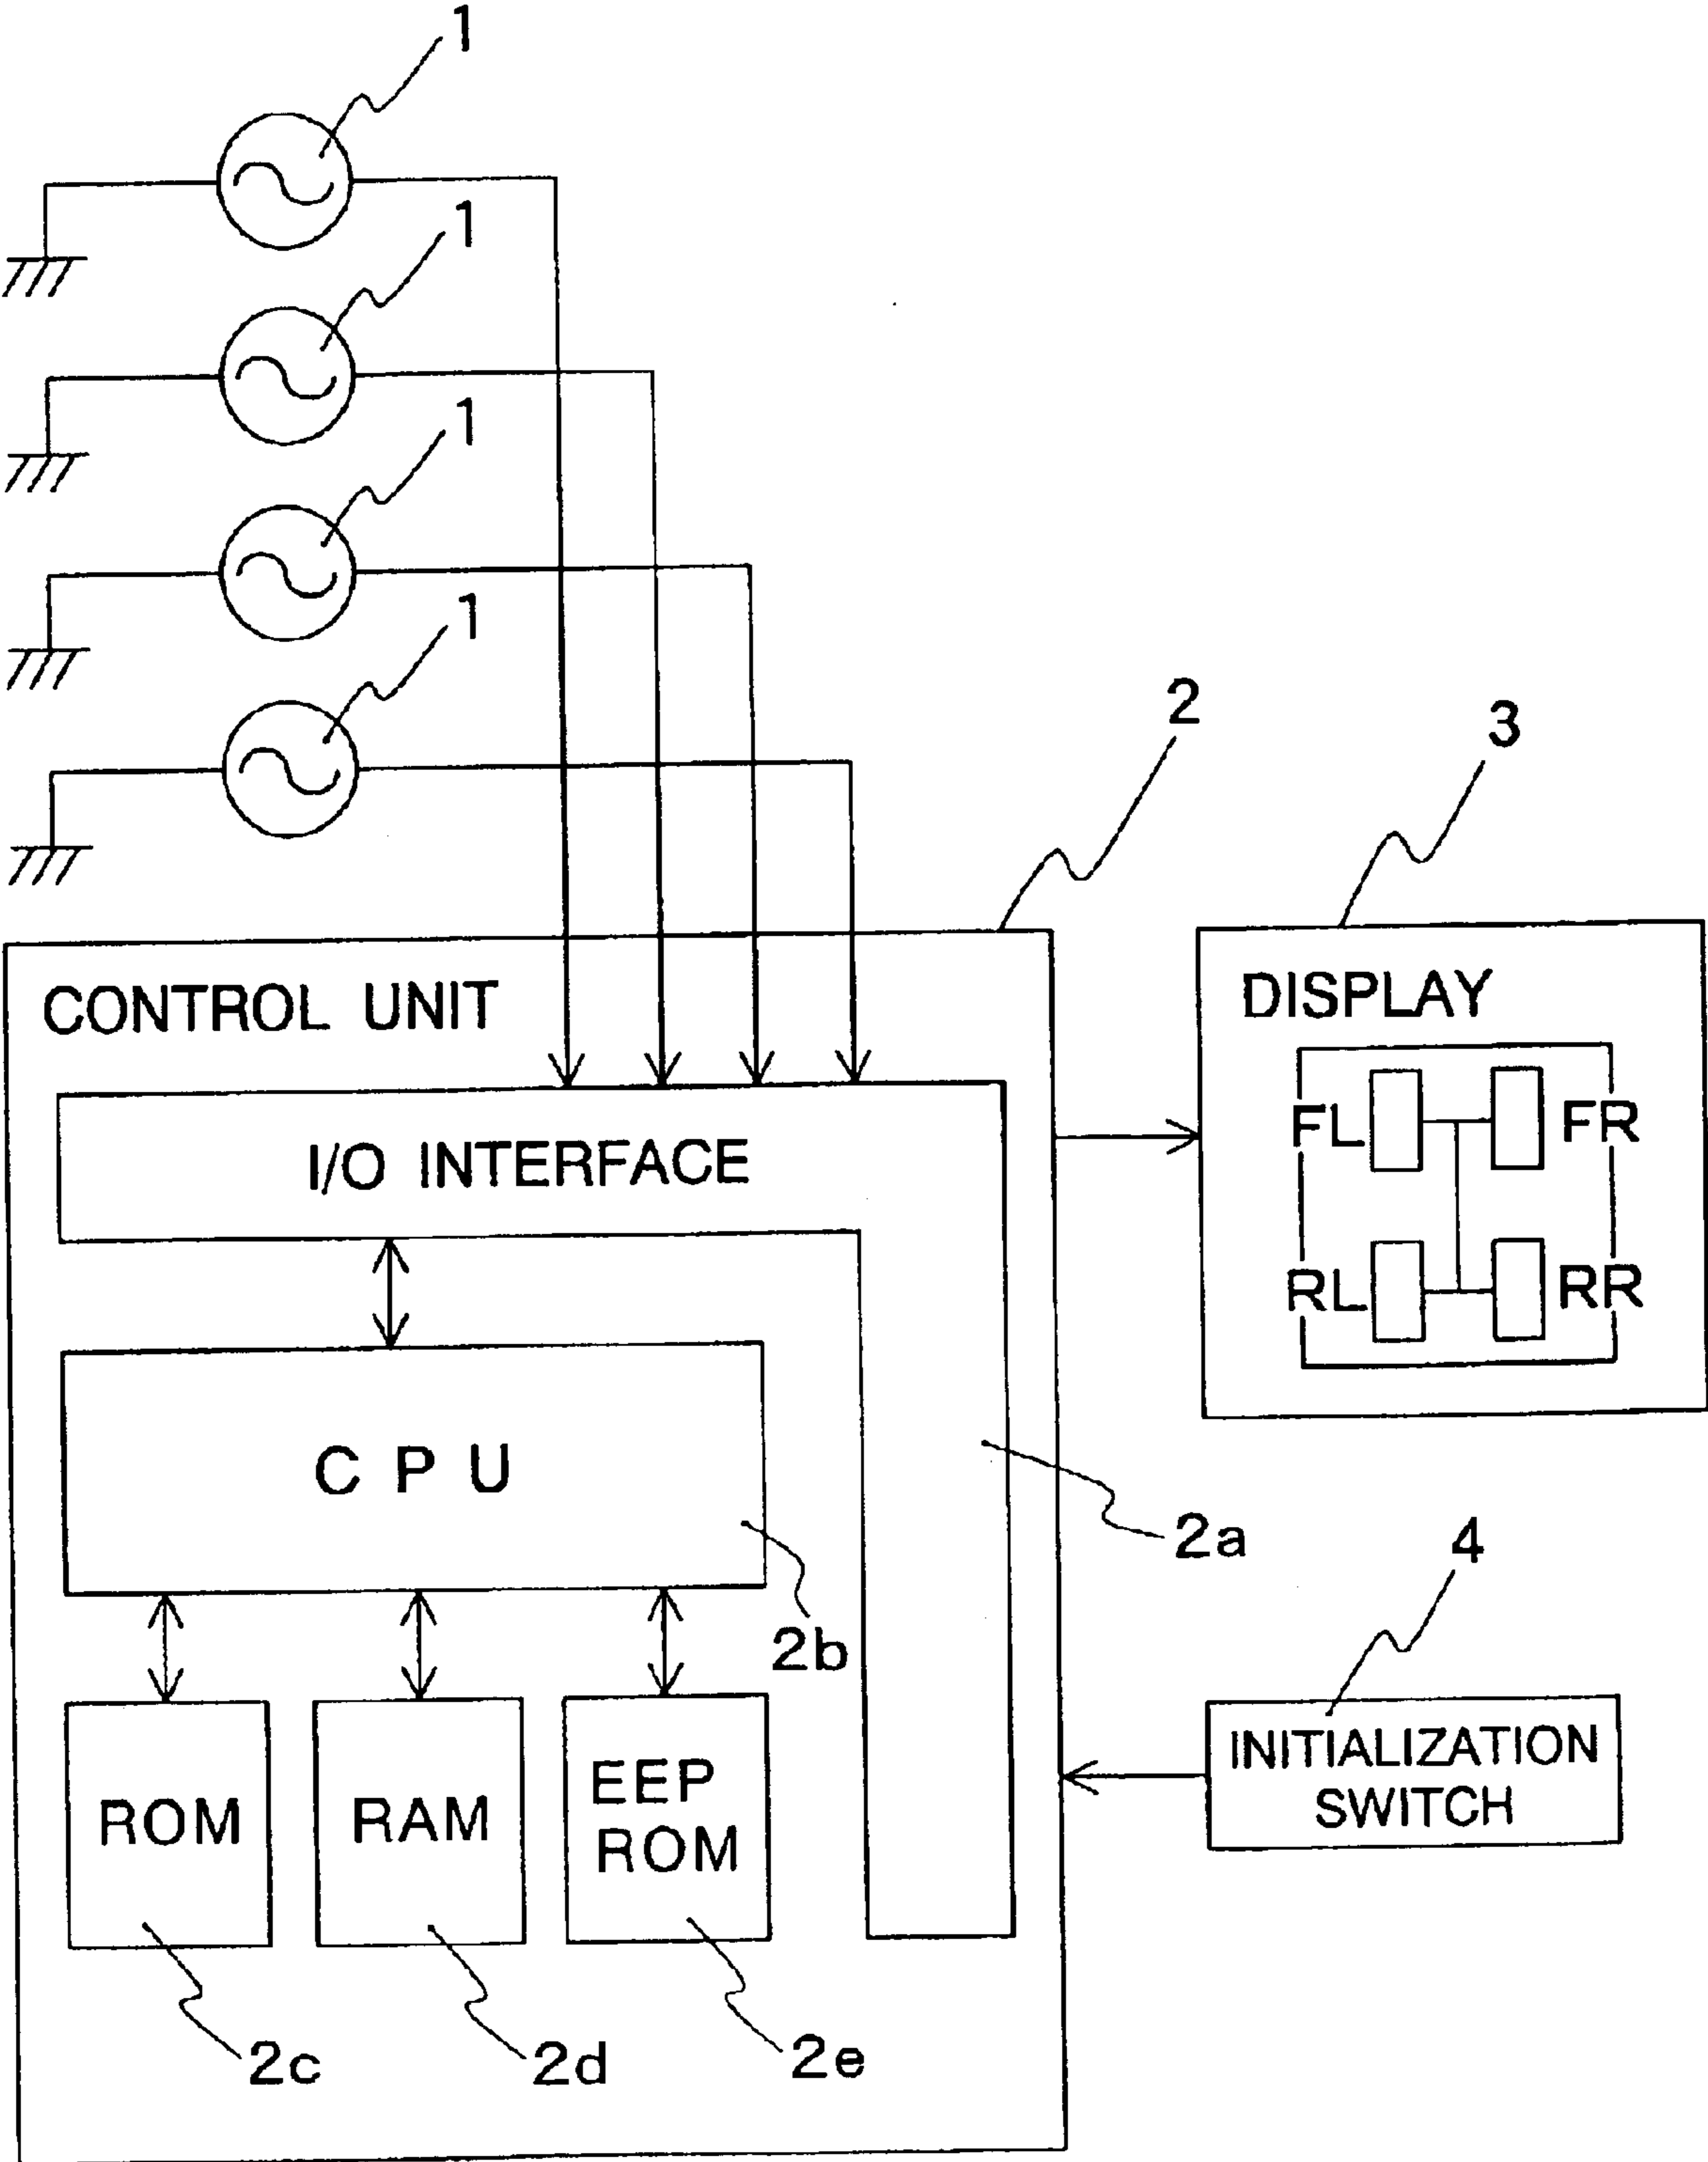 1
1
1
1
2
3
CONTROL UNIT
DISPLAY
I/O INTERFACE
FL
FR
RL
RR
C P U
2a
4
2b
INITIALIZATION
SWITCH
ROM
RAM
EEP
ROM
2c
2d
2e